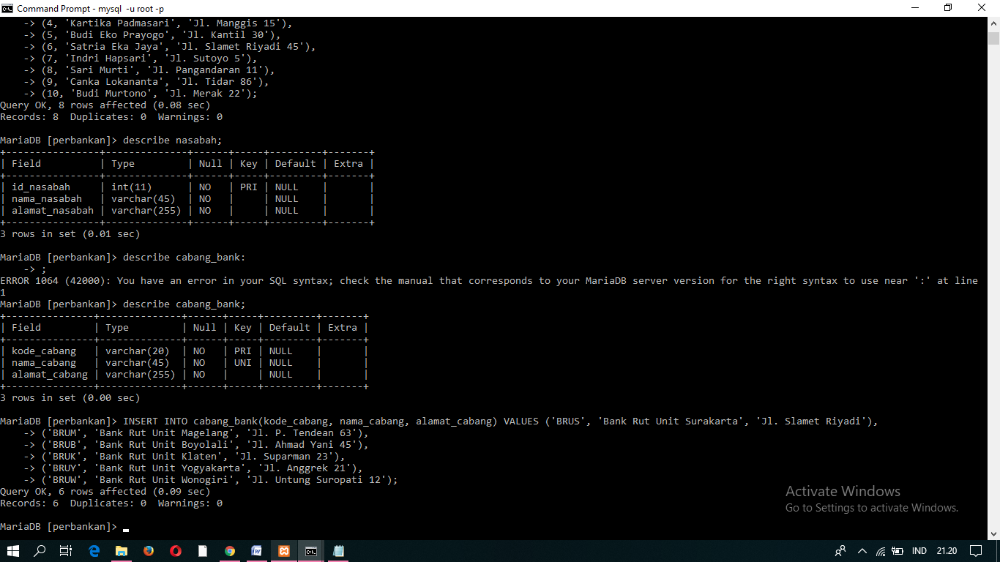 Command Prompt - mysql  -u root -p
    -> (4, 'Kartika Padmasari', 'Jl. Manggis 15'),
    -> (5, 'Budi Eko Prayogo', 'Jl. Kantil 30'),
    -> (6, 'Satria Eka Jaya', 'Jl. Slamet Riyadi 45'),
    -> (7, 'Indri Hapsari', 'Jl. Sutoyo 5'),
    -> (8, 'Sari Murti', 'Jl. Pangandaran 11'),
    -> (9, 'Canka Lokananta', 'Jl. Tidar 86'),
    -> (10, 'Budi Murtono', 'Jl. Merak 22');
Query OK, 8 rows affected (0.08 sec)
Records: 8  Duplicates: 0  Warnings: 0
MariaDB [perbankan]> describe nasabah;
+----------------+--------------+------+-----+---------+-------+
| Field          | Type         | Null | Key | Default | Extra |
+----------------+--------------+------+-----+---------+-------+
| id_nasabah     | int(11)      | NO   | PRI | NULL    |       |
| nama_nasabah   | varchar(45)  | NO   |     | NULL    |       |
| alamat_nasabah | varchar(255) | NO   |     | NULL    |       |
+----------------+--------------+------+-----+---------+-------+
3 rows in set (0.01 sec)
MariaDB [perbankan]> describe cabang_bank:
    -> ;
ERROR 1064 (42000): You have an error in your SQL syntax; check the manual that corresponds to your MariaDB server version for the right syntax to use near ':' at line
1
MariaDB [perbankan]> describe cabang_bank;
+---------------+--------------+------+-----+---------+-------+
| Field         | Type         | Null | Key | Default | Extra |
+---------------+--------------+------+-----+---------+-------+
| kode_cabang   | varchar(20)  | NO   | PRI | NULL    |       |
| nama_cabang   | varchar(45)  | NO   | UNI | NULL    |       |
| alamat_cabang | varchar(255) | NO   |     | NULL    |       |
+---------------+--------------+------+-----+---------+-------+
3 rows in set (0.00 sec)
MariaDB [perbankan]> INSERT INTO cabang_bank(kode_cabang, nama_cabang, alamat_cabang) VALUES ('BRUS', 'Bank Rut Unit Surakarta', 'Jl. Slamet Riyadi'),
    -> ('BRUM', 'Bank Rut Unit Magelang', 'Jl. P. Tendean 63'),
    -> ('BRUB', 'Bank Rut Unit Boyolali', 'Jl. Ahmad Yani 45'),
    -> ('BRUK', 'Bank Rut Unit Klaten', 'Jl. Suparman 23'),
    -> ('BRUY', 'Bank Rut Unit Yogyakarta', 'Jl. Anggrek 21'),
    -> ('BRUW', 'Bank Rut Unit Wonogiri', 'Jl. Untung Suropati 12');
Query OK, 6 rows affected (0.09 sec)
Records: 6  Duplicates: 0  Warnings: 0
MariaDB [perbankan]>
Activate Windows
Go to Settings to activate Windows.
IND 21.20